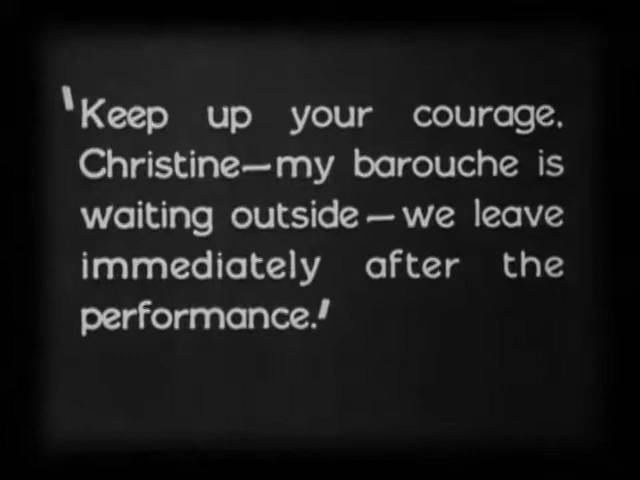 'Keep up your courage.
Christine—my barouche is
waiting outside—we leave
immediately after the
performance.'